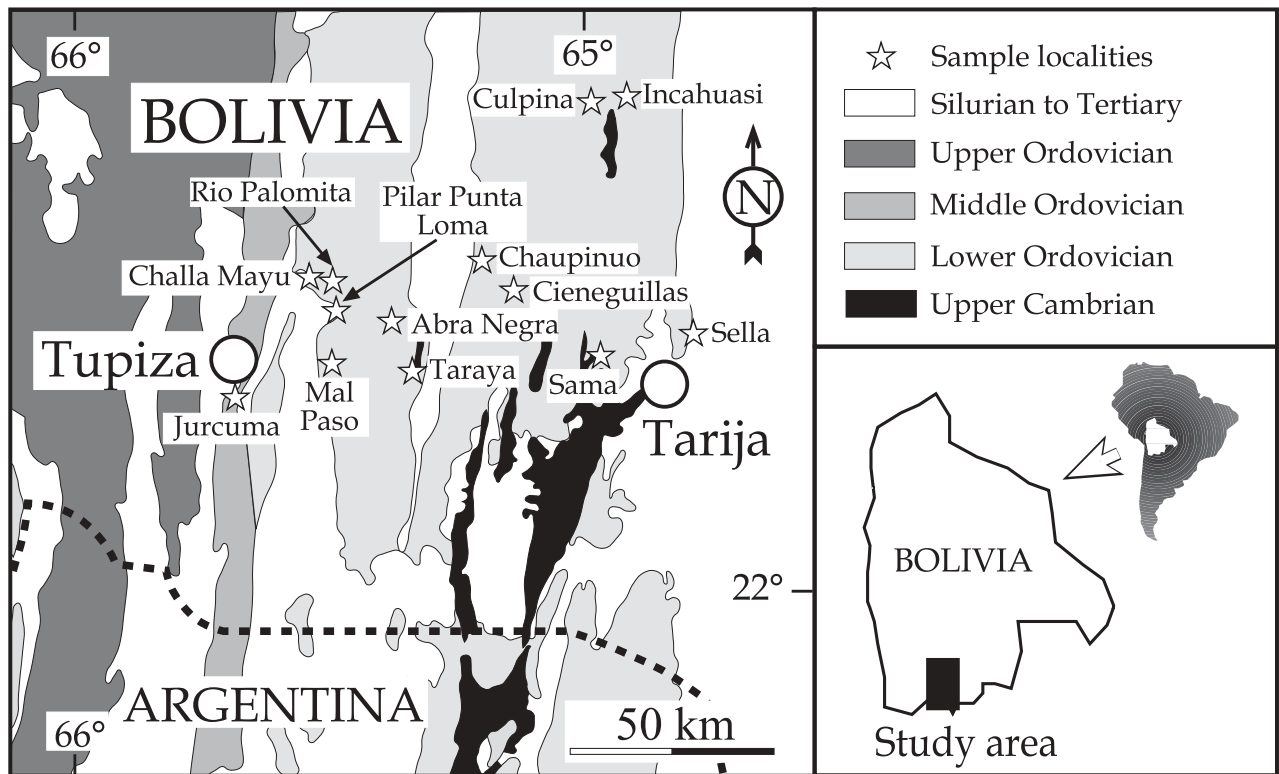 66°
65°
BOLIVIA
Culpina
Incahuasi
N
Rio Palomita
Pilar Punta
Loma
Challa Mayu
Chaupinuo
Cieneguillas
Abra Negra
Sella
Tupiza
Taraya
Sama
Mal
Paso
Jurcuma
Tarija
22°
ARGENTINA
66°
50 km
Sample localities
Silurian to Tertiary
Upper Ordovician
Middle Ordovician
Lower Ordovician
Upper Cambrian
BOLIVIA
Study area